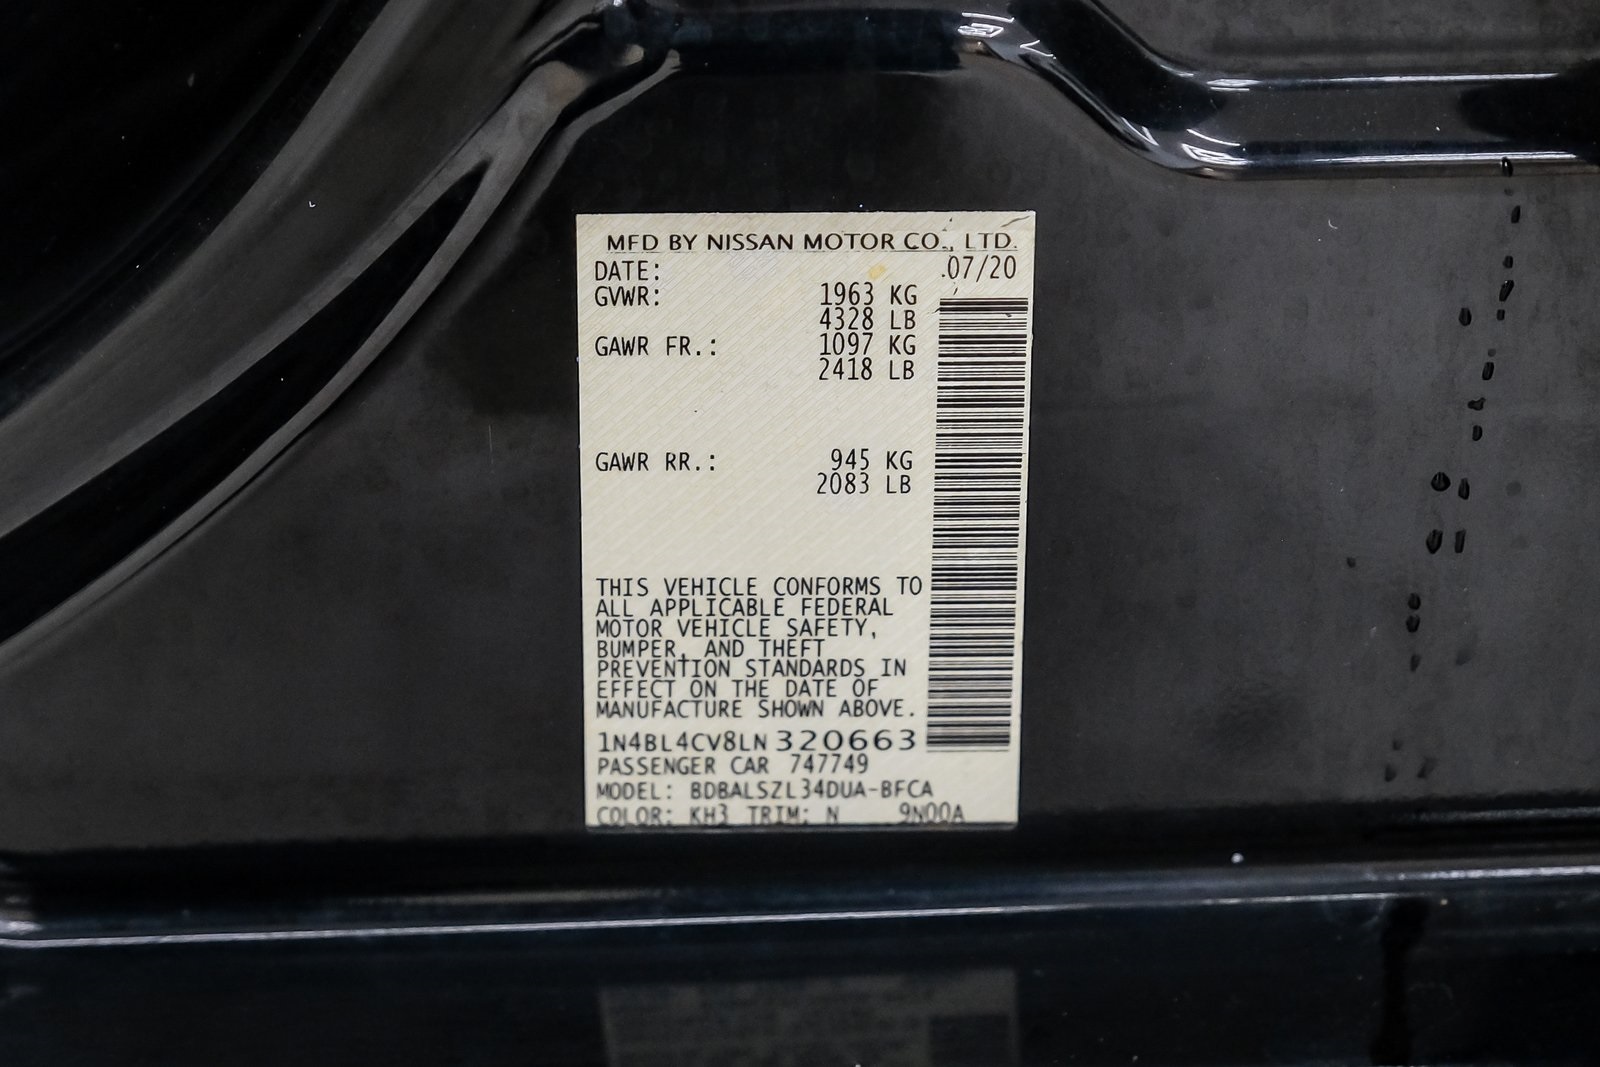 MFD BY NISSAN MOTOR CO., LTD.
DATE: 07/20
GVWR: 1963 KG
4328 LB
GAWR FR.: 1097 KG
2418 LB
GAWR RR.: 945 KG
2083 LB
THIS VEHICLE CONFORMS TO
ALL APPLICABLE FEDERAL
MOTOR VEHICLE SAFETY,
BUMPER, AND THEFT
PREVENTION STANDARDS IN
EFFECT ON THE DATE OF
MANUFACTURE SHOWN ABOVE.
1N4BL4CV8LN320663
PASSENGER CAR 747749
MODEL: BDBALSZL34DUA-BFCA
COLOR: KH3 TRIM: N 9N00A